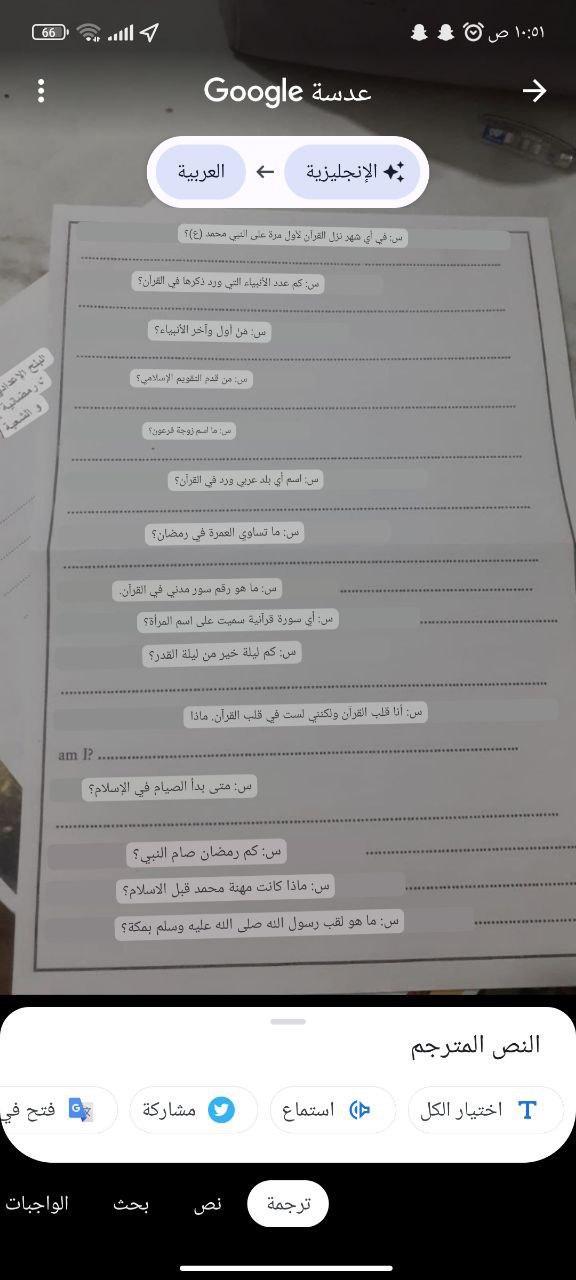 66
١٠:٥١ ص
عدسة Google
الإنجليزية
العربية
س: في أي شهر نزل القرآن لأول مرة على النبي محمد (ع)؟
س: كم عدد الأنبياء التي ورد ذكرها في القرآن؟
س: من أول وآخر الأنبياء؟
س: من قدم التقويم الإسلامي؟
س: ما اسم زوجة فرعون؟
س: اسم أي بلد عربي ورد في القرآن؟
س: ما تساوي العمرة في رمضان؟
س: ما هو رقم سور مدني في القرآن.
س: أي سورة قرآنية سميت على اسم المرأة؟
س: كم ليلة خير من ليلة القدر؟
س: أنا قلب القرآن ولكنني لست في قلب القرآن. ماذا
am I?
س: متى بدأ الصيام في الإسلام؟
س: كم رمضان صام النبي؟
س: ماذا كانت مهنة محمد قبل الاسلام؟
س: ما هو لقب رسول الله صلى الله عليه وسلم بمكة؟
النص المترجم
اختيار الكل
استماع
مشاركة
فتح في
ترجمة
نص
بحث
الواجبات